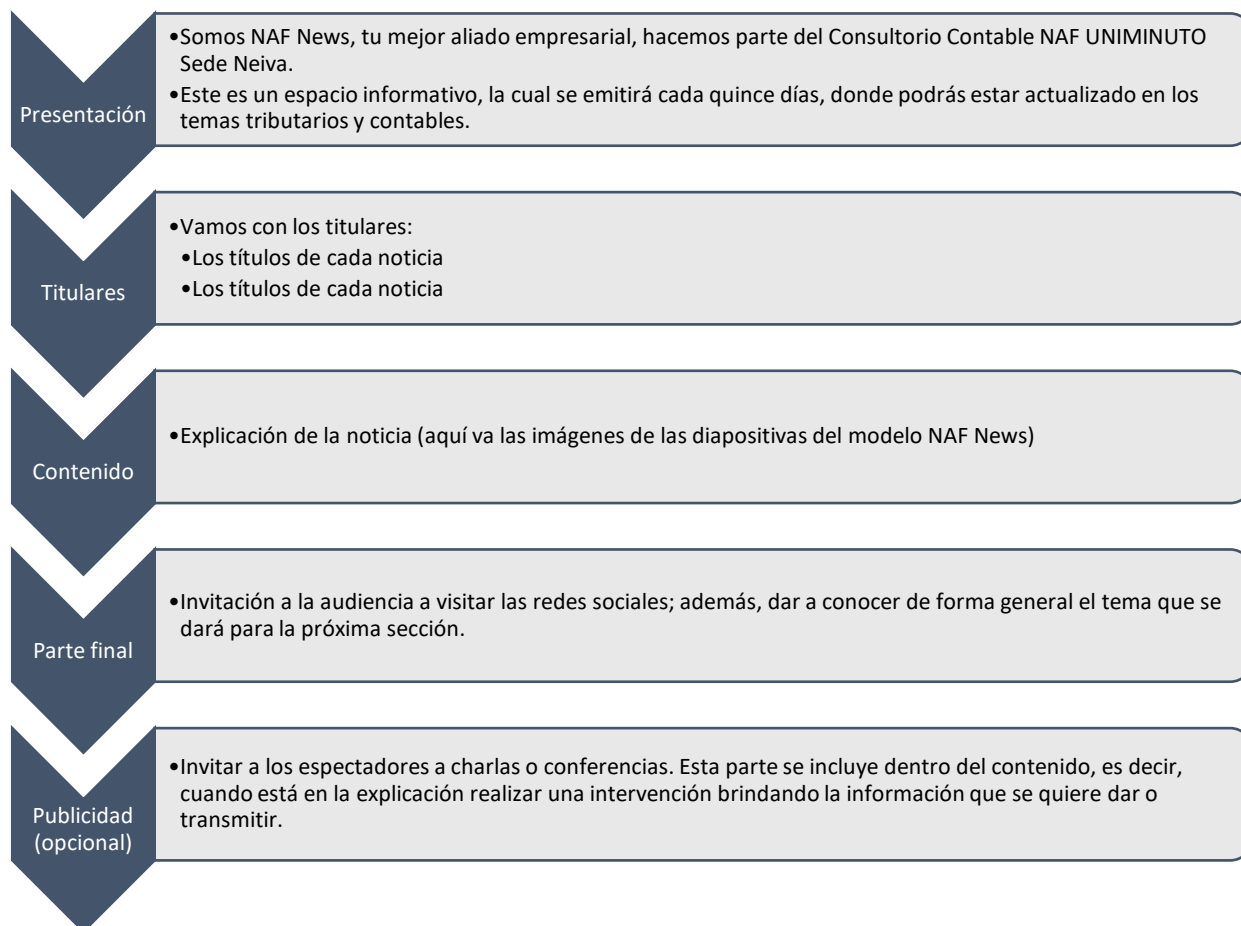 Presentación
•Somos NAF News, tu mejor aliado empresarial, hacemos parte del Consultorio Contable NAF UNIMINUTO
Sede Neiva.
•Este es un espacio informativo, la cual se emitirá cada quince días, donde podrás estar actualizado en los
temas tributarios y contables.
Titulares
•Vamos con los titulares:
•Los títulos de cada noticia
•Los títulos de cada noticia
Contenido
•Explicación de la noticia (aquí va las imágenes de las diapositivas del modelo NAF News)
Parte final
•Invitación a la audiencia a visitar las redes sociales; además, dar a conocer de forma general el tema que se
dará para la próxima sección.
Publicidad
(opcional)
•Invitar a los espectadores a charlas o conferencias. Esta parte se incluye dentro del contenido, es decir,
cuando está en la explicación realizar una intervención brindando la información que se quiere dar o
transmitir.